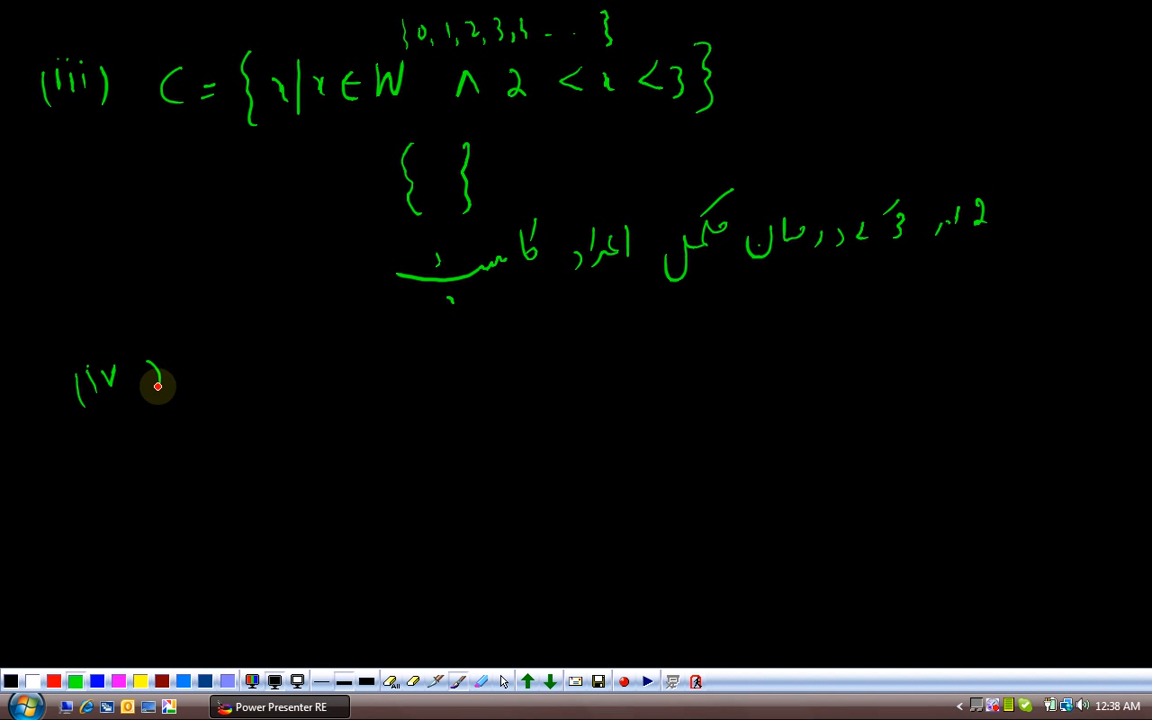 {0, 1, 2, 3, 4 - . . }
(iii) C = {x|x ∈ W ∧ 2 < x < 3}
{ }
2 اور 3 کے درمیان مکمل اعداد کا سیٹ
(iv)
Power Presenter RE
12:38 AM